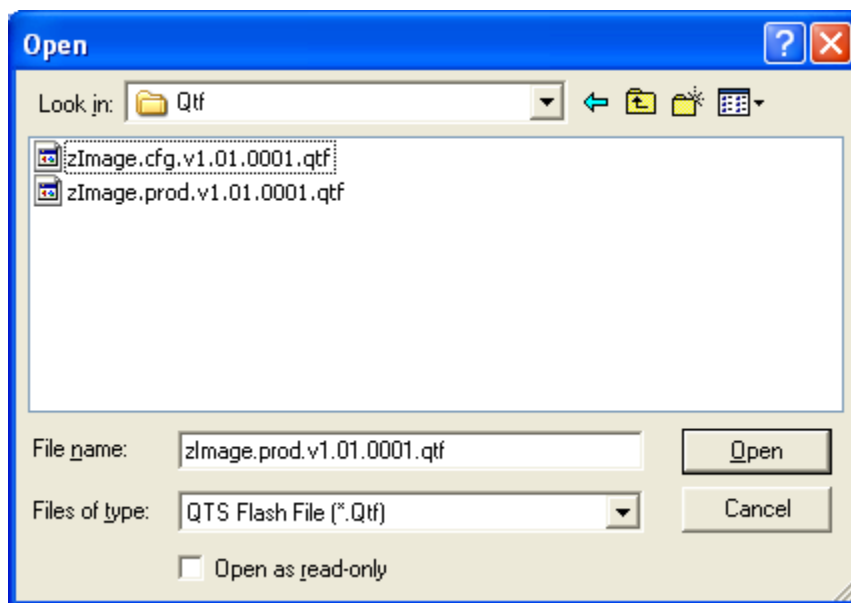 Open
Look in: Qtf
zImage.cfg.v1.01.0001.qtf
zImage.prod.v1.01.0001.qtf
File name: zImage.prod.v1.01.0001.qtf Open
Files of type: QTS Flash File (*.Qtf) Cancel
Open as read-only